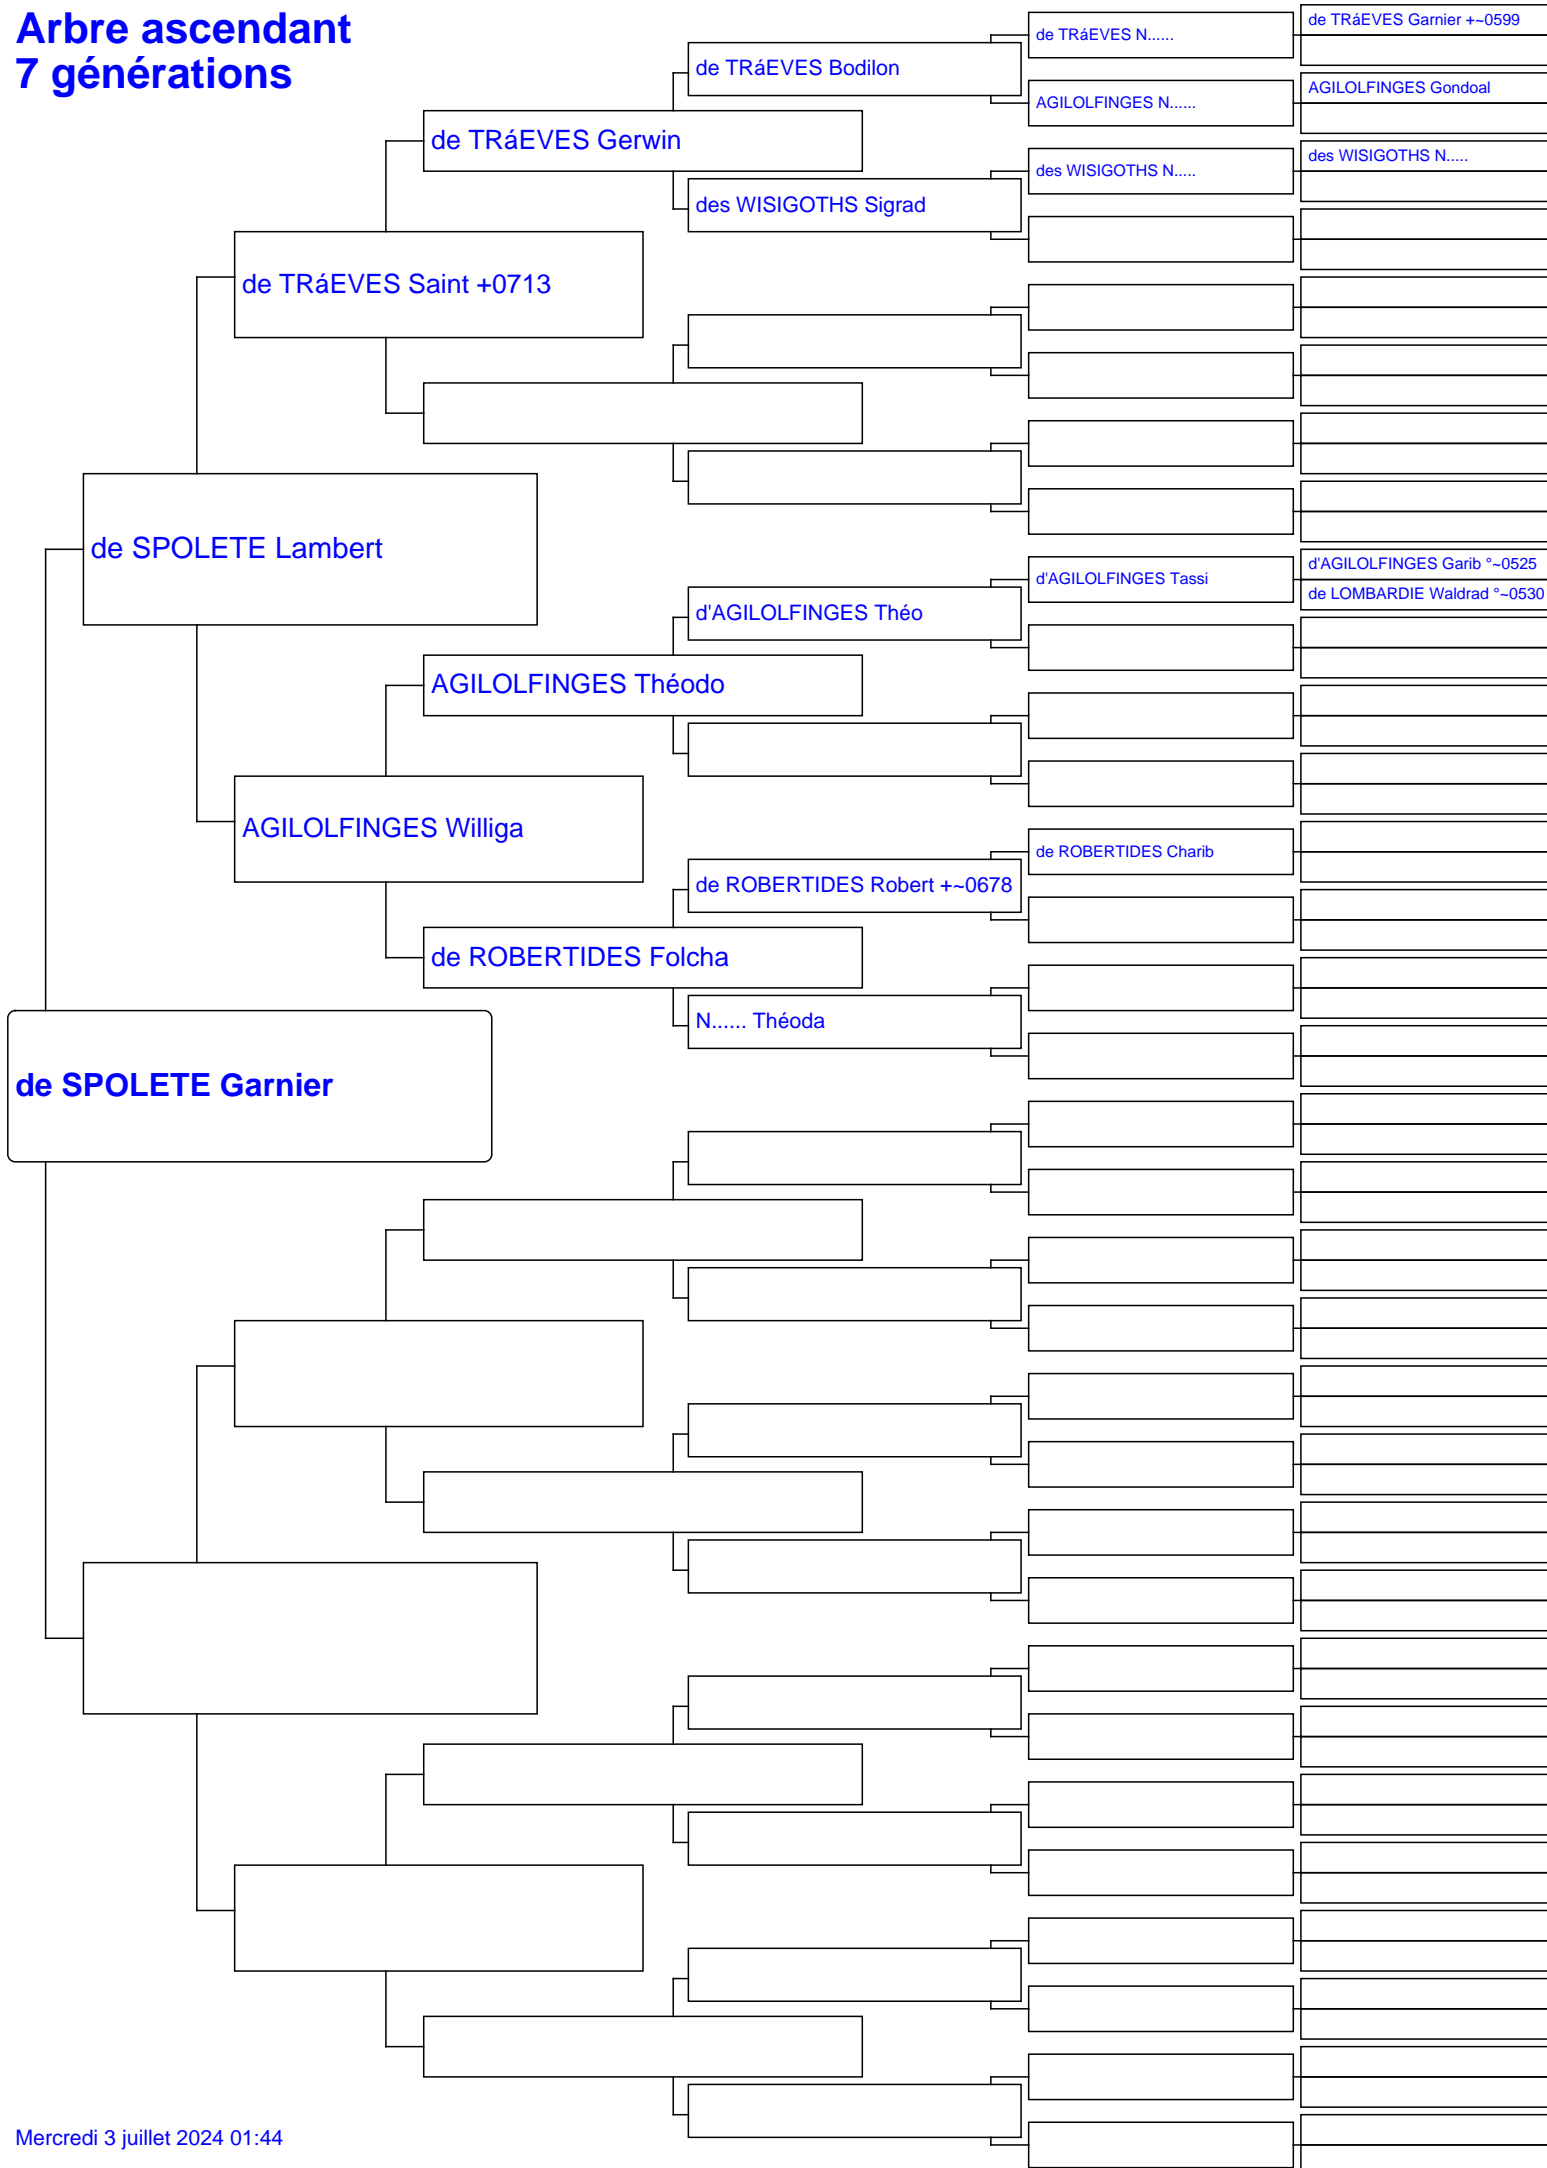 Arbre ascendant
7 générations
de TRáEVES Garnier +~0599
de TRáEVES N......
de TRáEVES Bodilon
AGILOLFINGES Gondoal
AGILOLFINGES N......
de TRáEVES Gerwin
des WISIGOTHS N.....
des WISIGOTHS N.....
des WISIGOTHS Sigrad
de TRáEVES Saint +0713
de SPOLETE Lambert
d'AGILOLFINGES Garib °~0525
d'AGILOLFINGES Tassi
de LOMBARDIE Waldrad °~0530
d'AGILOLFINGES Théo
AGILOLFINGES Théodo
AGILOLFINGES Williga
de ROBERTIDES Charib
de ROBERTIDES Robert +~0678
de ROBERTIDES Folcha
N...... Théoda
de SPOLETE Garnier
Mercredi 3 juillet 2024 01:44